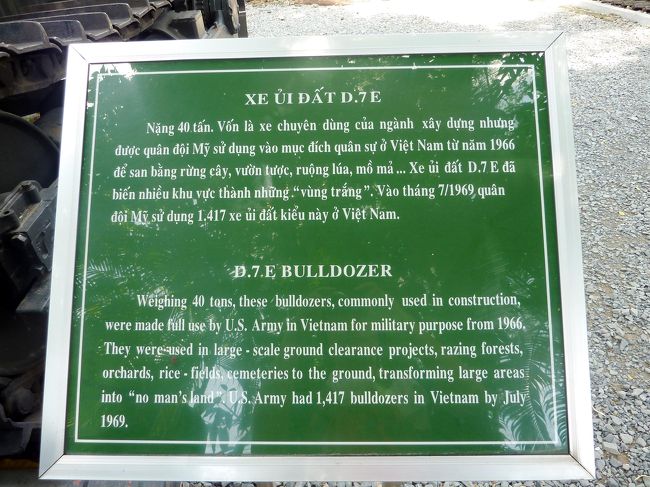 XE ỦI ĐẤT D.7 E
Nặng 40 tấn. Vốn là xe chuyên dùng của ngành xây dựng nhưng
được quân đội Mỹ sử dụng vào mục đích quân sự ở Việt Nam từ năm 1966
để san bằng rừng cây, vườn tược, ruộng lúa, mồ mả ... Xe ủi đất D.7 E đã
biến nhiều khu vực thành những "vùng trắng". Vào tháng 7/1969 quân
đội Mỹ sử dụng 1.417 xe ủi đất kiểu này ở Việt Nam.
D.7.E BULLDOZER
Weighing 40 tons, these bulldozers, commonly used in construction,
were made full use by U.S. Army in Vietnam for military purpose from 1966.
They were used in large - scale ground clearance projects, razing forests,
orchards, rice - fields, cemeteries to the ground, transforming large areas
into "no man's land". U.S. Army had 1,417 bulldozers in Vietnam by July
1969.